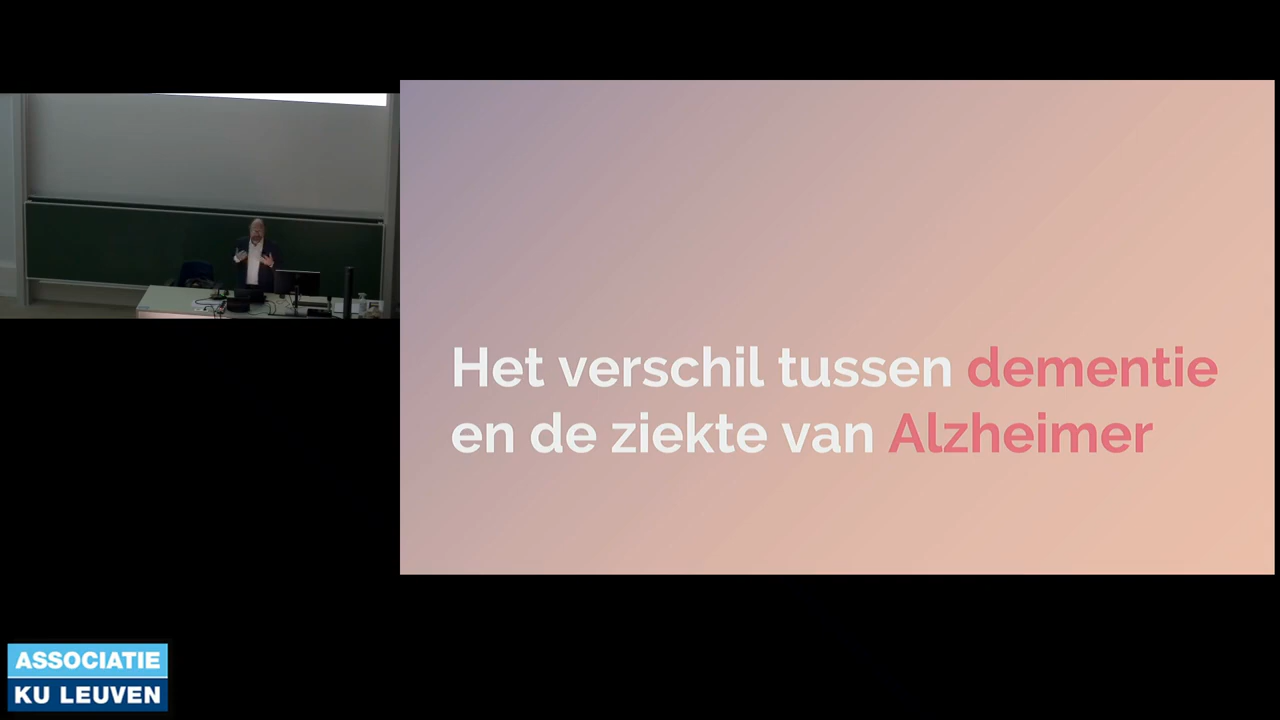 Het verschil tussen dementie
en de ziekte van Alzheimer
ASSOCIATIE
KU LEUVEN